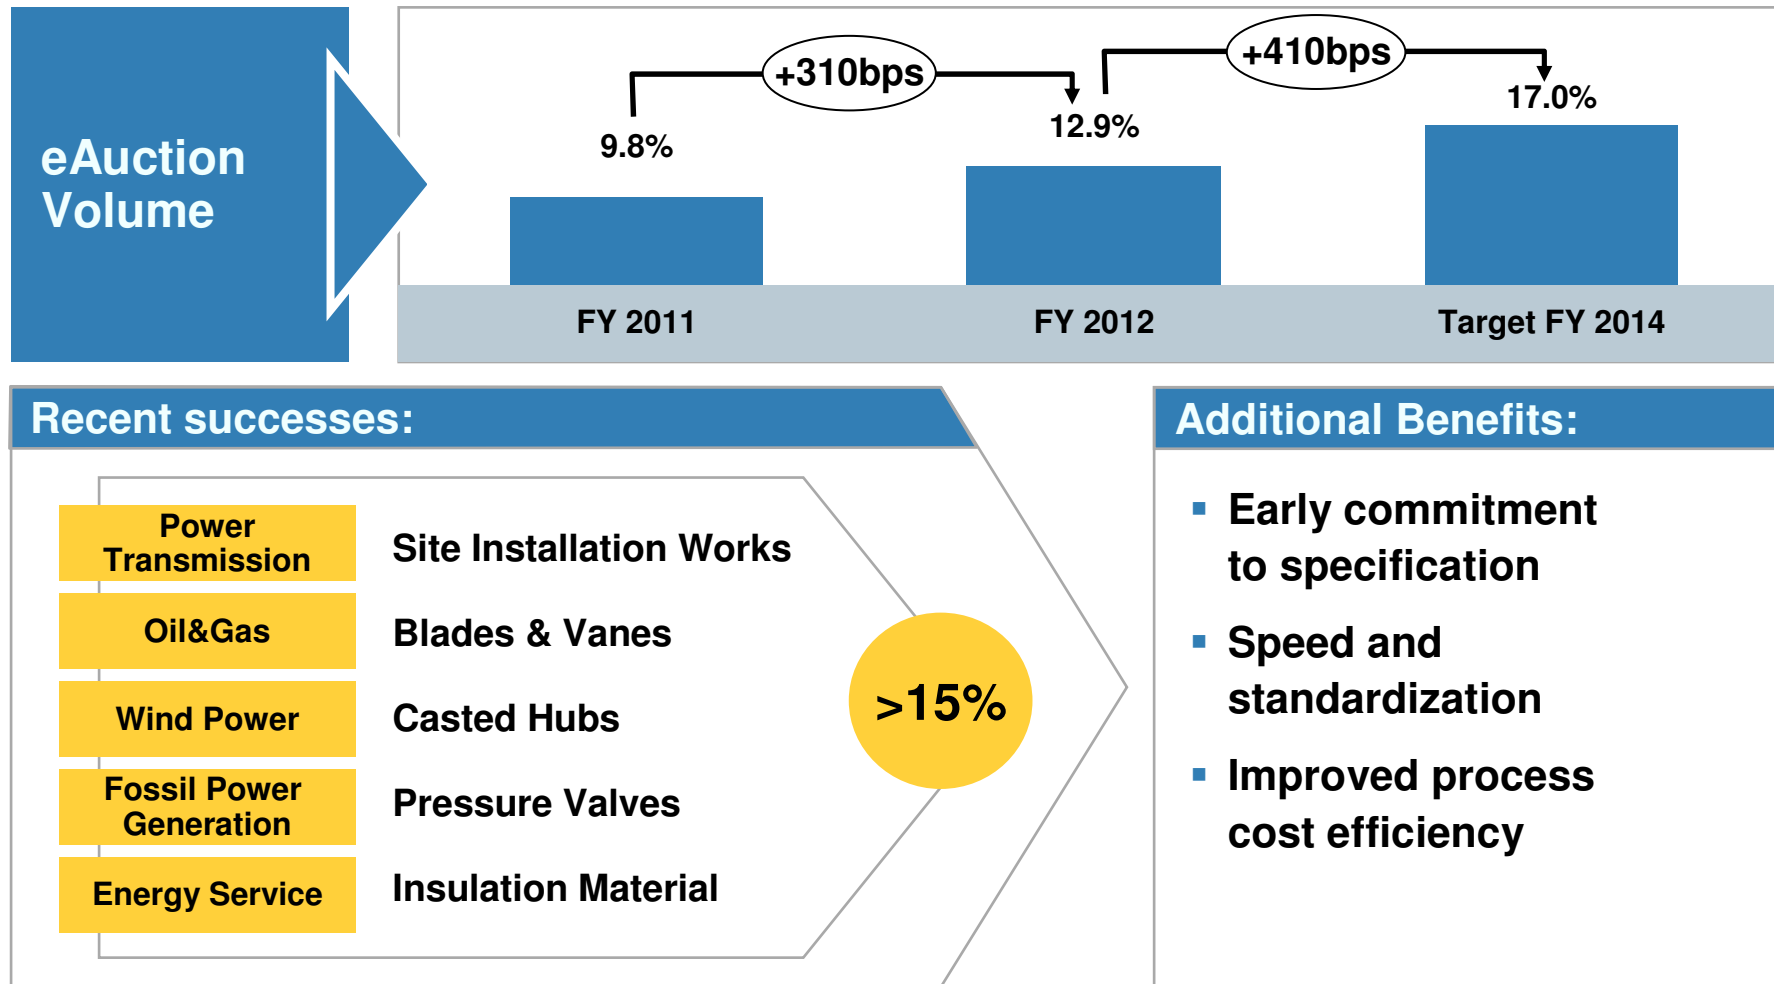 eAuction
Volume
+310bps
+410bps
9.8%
12.9%
17.0%
FY 2011
FY 2012
Target FY 2014
Recent successes:
Power
Transmission
Site Installation Works
Oil&Gas
Blades & Vanes
Wind Power
Casted Hubs
Fossil Power
Generation
Pressure Valves
Energy Service
Insulation Material
>15%
Additional Benefits:
▪ Early commitment
to specification
▪ Speed and
standardization
▪ Improved process
cost efficiency